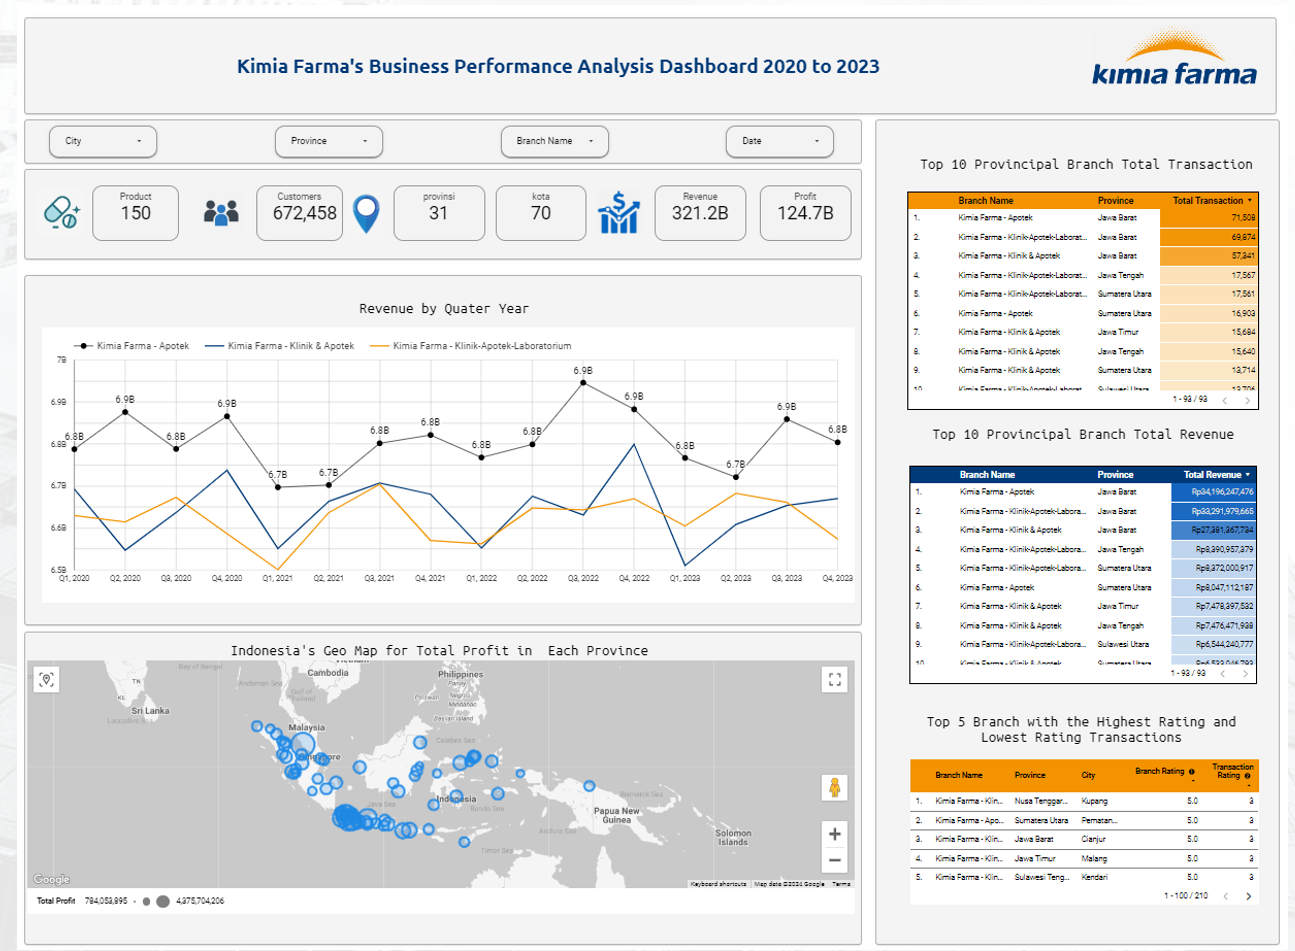 Kimia Farma's Business Performance Analysis Dashboard 2020 to 2023
kimia farma
City
Province
Branch Name
Date
Product
150
Customers
672,458
provinsi
31
kota
70
Revenue
321.2B
Profit
124.7B
Revenue by Quater Year
Kimia Farma - Apotek
Kimia Farma - Klinik & Apotek
Kimia Farma - Klinik-Apotek-Laboratorium
7B
6.9B
6.8B
6.7B
6.6B
6.5B
6.8B
6.9B
6.8B
6.9B
6.7B
6.7B
6.8B
6.8B
6.8B
6.8B
6.9B
6.9B
6.8B
6.7B
6.9B
6.8B
Q1, 2020 Q2, 2020 Q3, 2020 Q4, 2020 Q1, 2021 Q2, 2021 Q3, 2021 Q4, 2021 Q1, 2022 Q2, 2022 Q3, 2022 Q4, 2022 Q1, 2023 Q2, 2023 Q3, 2023 Q4, 2023
Indonesia's Geo Map for Total Profit in Each Province
Bay of Bengal
TN
KL
Sri Lanka
Laccadive Sea
Andaman Sea
Gulf of
Thailand
Vietnam
Cambodia
Philippines
Panay
Negros
Mindanao
Basilan Island
Palawan
Malaysia
Celebes Sea
Singapore
Indonesia
Java Sea
Banda Sea
Arafura Sea
Timor Sea
Papua New
Guinea
Bismarck Sea
Solomon
Islands
Google
Keyboard shortcuts
Map data ©2024 Google
Terms
Total Profit 784,053,895 - 4,375,704,206
Top 10 Provincial Branch Total Transaction
Branch Name Province Total Transaction
1. Kimia Farma - Apotek Jawa Barat 71,508
2. Kimia Farma - Klinik-Apotek-Laborat... Jawa Barat 69,874
3. Kimia Farma - Klinik & Apotek Jawa Barat 57,341
4. Kimia Farma - Klinik-Apotek-Laborat... Jawa Tengah 17,567
5. Kimia Farma - Klinik-Apotek-Laborat... Sumatera Utara 17,561
6. Kimia Farma - Apotek Sumatera Utara 16,903
7. Kimia Farma - Klinik & Apotek Jawa Timur 15,684
8. Kimia Farma - Klinik & Apotek Jawa Tengah 15,640
9. Kimia Farma - Klinik & Apotek Sumatera Utara 13,714
10. Kimia Farma - Klinik-Apotek-Laborat... Sulawesi Utara 13,706
1 - 93 / 93
Top 10 Provincial Branch Total Revenue
Branch Name Province Total Revenue
1. Kimia Farma - Apotek Jawa Barat Rp34,196,247,476
2. Kimia Farma - Klinik-Apotek-Labora... Jawa Barat Rp33,291,979,665
3. Kimia Farma - Klinik & Apotek Jawa Barat Rp27,381,367,734
4. Kimia Farma - Klinik-Apotek-Labora... Jawa Tengah Rp8,390,957,379
5. Kimia Farma - Klinik-Apotek-Labora... Sumatera Utara Rp8,372,000,917
6. Kimia Farma - Apotek Sumatera Utara Rp8,047,112,187
7. Kimia Farma - Klinik & Apotek Jawa Timur Rp7,478,397,532
8. Kimia Farma - Klinik & Apotek Jawa Tengah Rp7,476,471,938
9. Kimia Farma - Klinik-Apotek-Labora... Sulawesi Utara Rp6,544,240,777
10. Kimia Farma - Klinik & Apotek Sumatera Utara
1 - 93 / 93
Top 5 Branch with the Highest Rating and
Lowest Rating Transactions
Branch Name Province City Branch Rating Transaction Rating
1. Kimia Farma - Klin... Nusa Tenggar... Kupang 5.0 3
2. Kimia Farma - Apo... Sumatera Utara Pematan... 5.0 3
3. Kimia Farma - Klin... Jawa Barat Cianjur 5.0 3
4. Kimia Farma - Klin... Jawa Timur Malang 5.0 3
5. Kimia Farma - Klin... Sulawesi Teng... Kendari 5.0 3
1 - 100 / 210